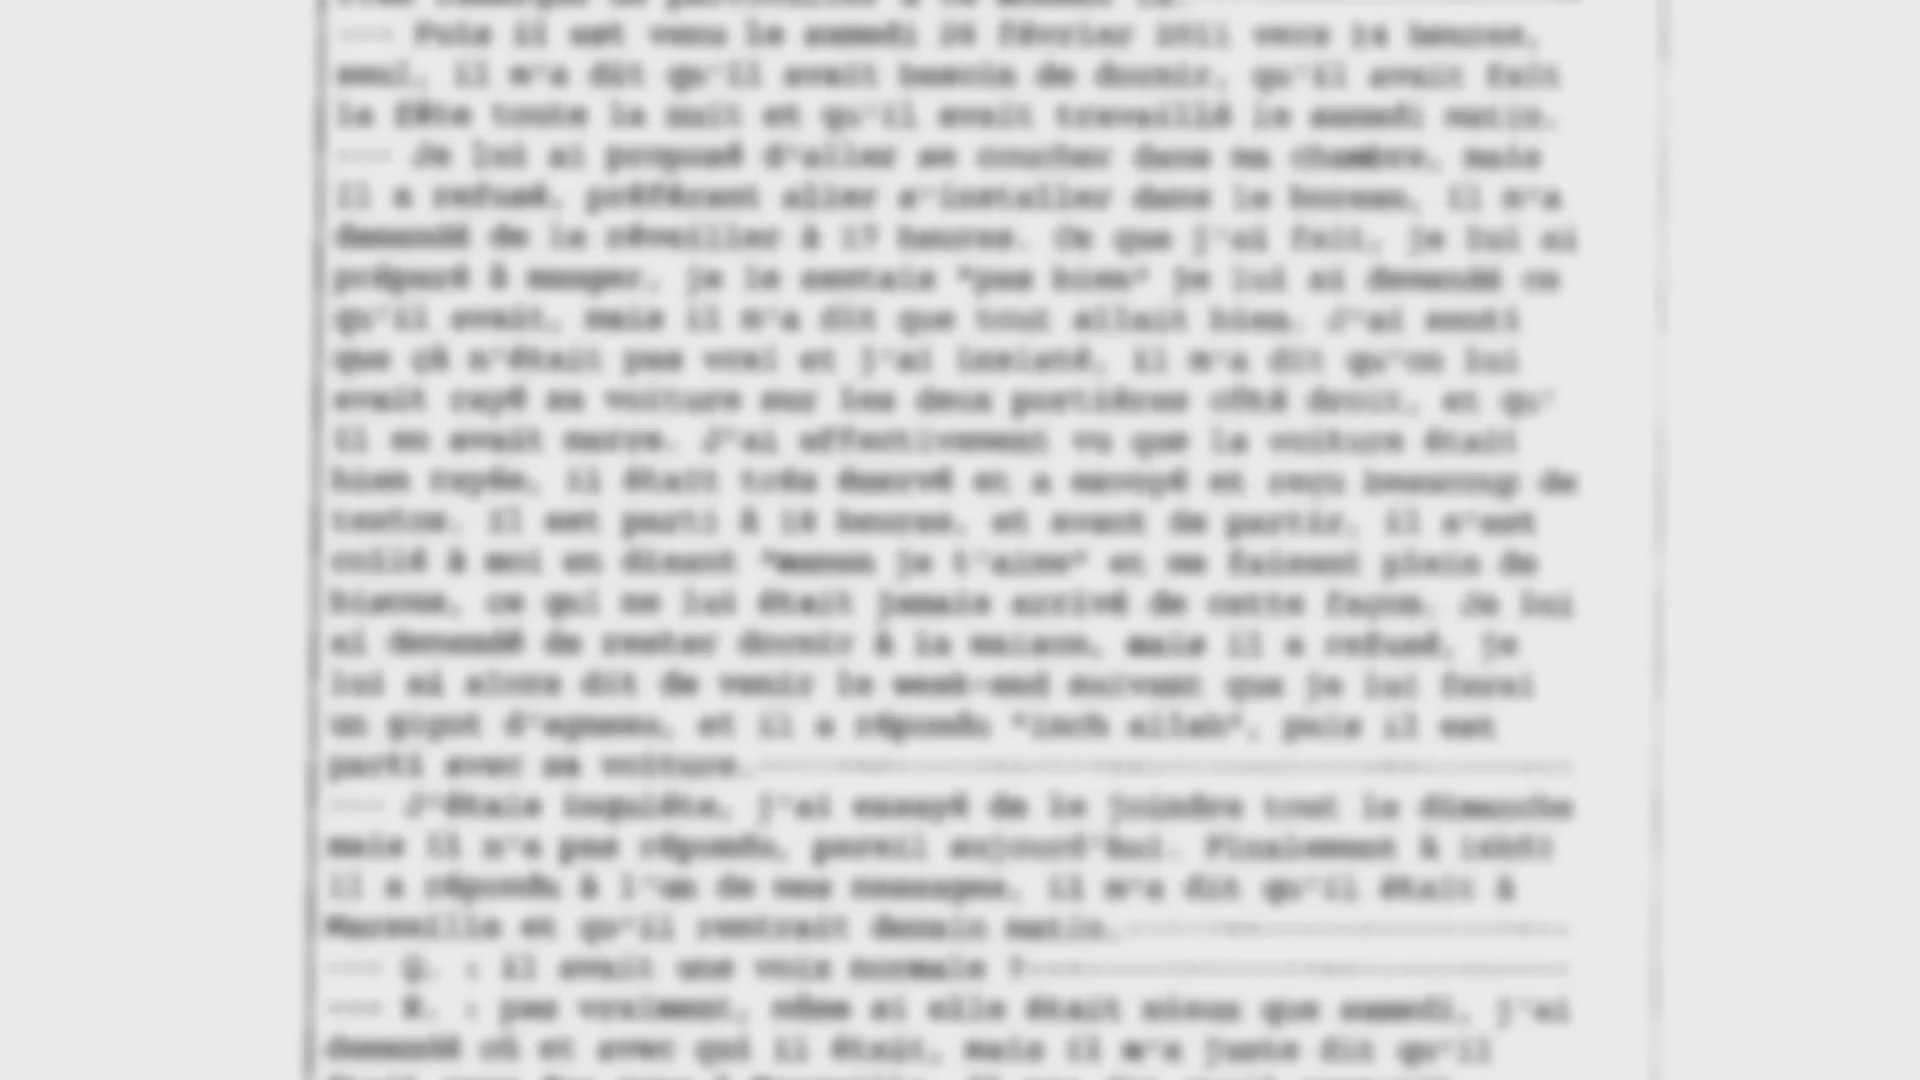 --- Puis il est venu le samedi 26 février 2011 vers 14 heures,
seul, il m'a dit qu'il avait besoin de dormir, qu'il avait fait
la fête toute la nuit et qu'il avait travaillé le samedi matin.
--- Je lui ai proposé d'aller se coucher dans ma chambre, mais
il a refusé, préférant aller s'installer dans le bureau, il m'a
demandé de le réveiller à 17 heures. Ce que j'ai fait, je lui ai
préparé à manger, je le sentais "pas bien" je lui ai demandé ce
qu'il avait, mais il m'a dit que tout allait bien. J'ai senti
que çà n'était pas vrai et j'ai insisté, il m'a dit qu'on lui
avait rayé sa voiture sur les deux portières côté droit, et qu'
il en avait marre. J'ai effectivement vu que la voiture était
bien rayée, il était très énervé et a envoyé et reçu beaucoup de
textos. Il est parti à 18 heures, et avant de partir, il s'est
collé à moi en disant "maman je t'aime" et me faisant plein de
bisous, ce qui ne lui était jamais arrivé de cette façon. Je lui
ai demandé de rester dormir à la maison, mais il a refusé, je
lui ai alors dit de venir le week-end suivant que je lui ferai
un gigot d'agneau, et il a répondu "inch allah", puis il est
parti avec sa voiture.
--- J'étais inquiète, j'ai essayé de le joindre tout le dimanche
mais il n'a pas répondu, pareil aujourd'hui. Finalement à
il a répondu à l'un de mes messages, il m'a dit qu'il était à
Marseille et qu'il rentrait demain matin.
--- Q. : il avait une voix normale ?
--- R. : pas vraiment, même si elle était mieux que samedi, j'ai
demandé où et avec qui il était, mais il m'a juste dit qu'il